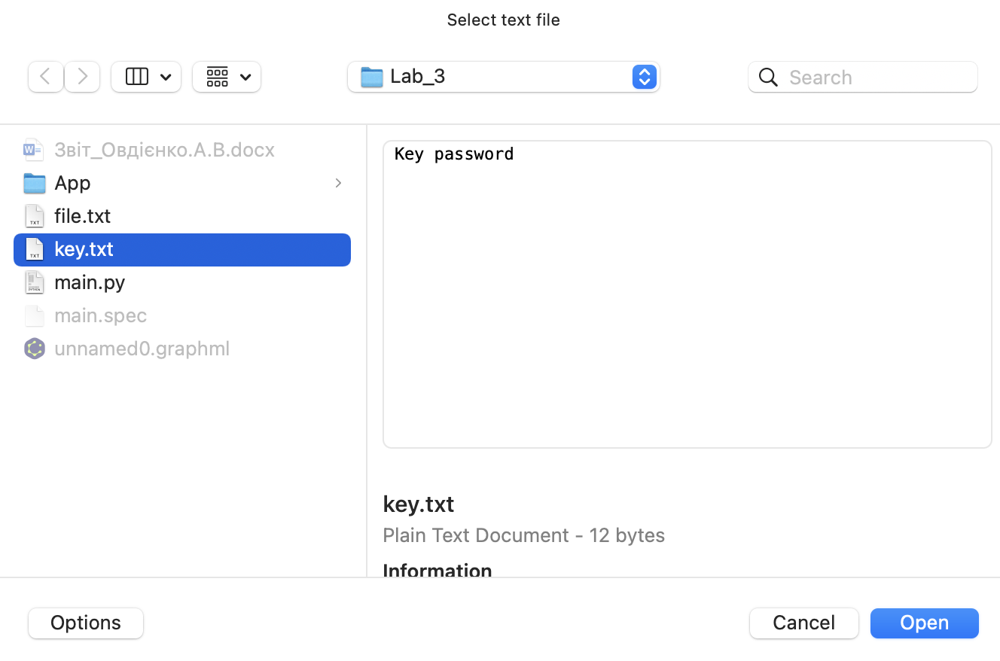 Select text file
Lab_3
Search
Звіт_Овдієнко.А.В.docx
App
file.txt
key.txt
main.py
main.spec
unnamed0.graphml
Key password
key.txt
Plain Text Document - 12 bytes
Information
Options
Cancel
Open